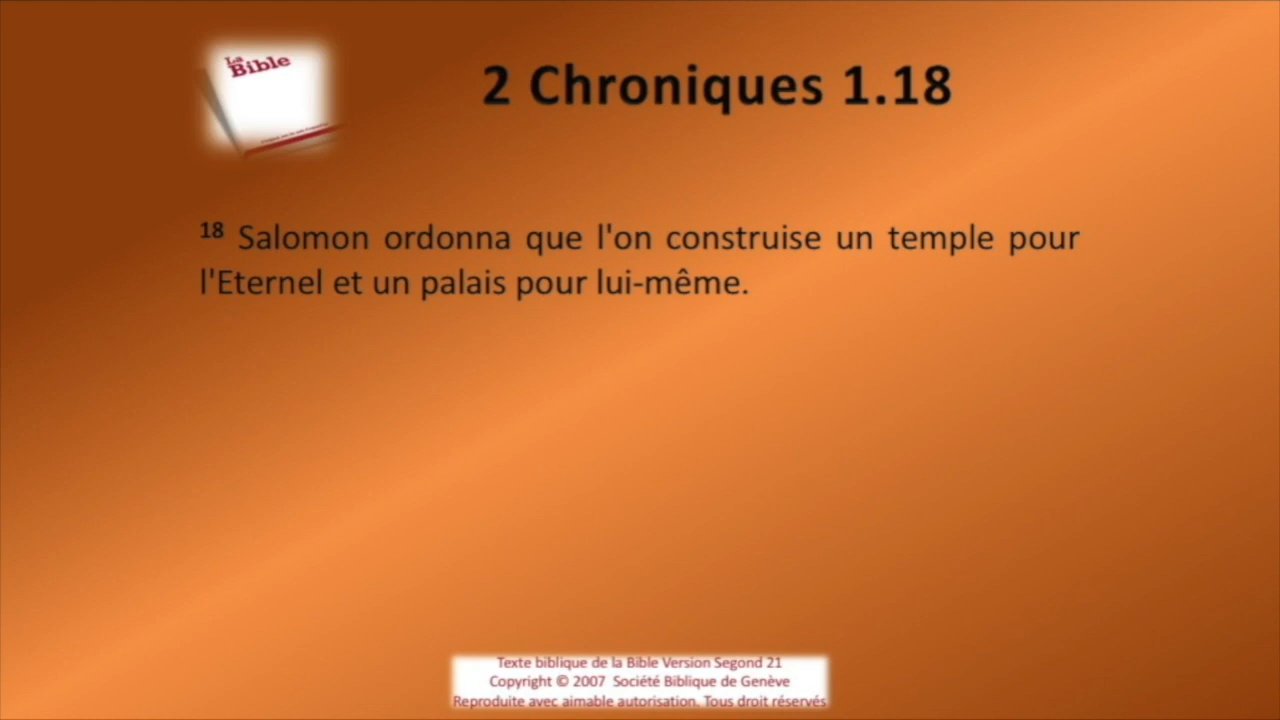 La
Bible
2 Chroniques 1.18
18 Salomon ordonna que l'on construise un temple pour
l'Eternel et un palais pour lui-même.
Texte biblique de la Bible Version Segond 21
Copyright © 2007 Société Biblique de Genève
Reproduite avec aimable autorisation. Tous droit réservés